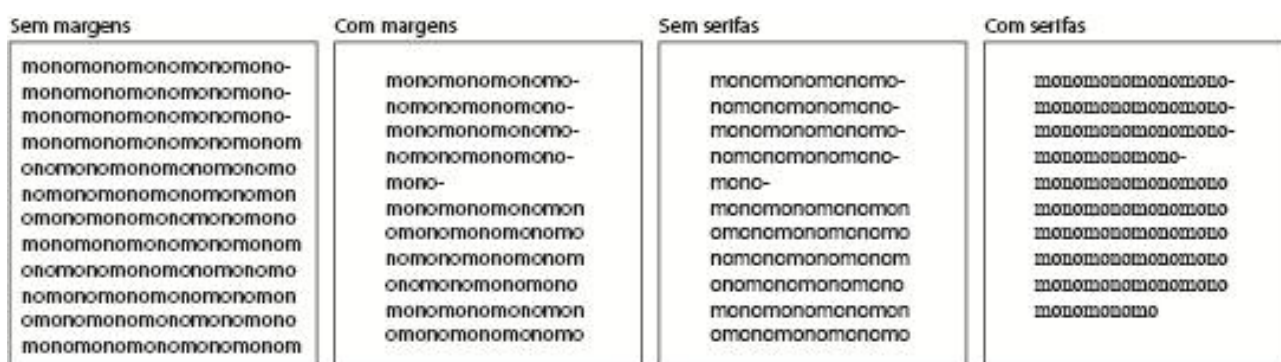 Sem margens
monomonomonomonomono-
monomonomonomonomono-
monomonomonomonomono-
monomonomonomonomonom
onomonomonomonomonomo
nomonomonomonomonomon
omonomonomonomonomono
monomonomonomonomonom
onomonomonomonomonomo
nomonomonomonomonomon
omonomonomonomonomono
monomonomonomonomonom
Com margens
monomonomonomo-
nomonomonomono-
monomonomonomo-
nomonomonomono-
mono-
monomonomonomon
omonomonomonomo
nomonomonomonom
onomonomonomono
monomonomonomon
omonomonomonomo
Sem serifas
monomonomonomo-
nomonomonomono-
monomonomonomo-
nomonomonomono-
mono-
monomonomonomon
omonomonomonomo
nomonomonomonom
onomonomonomono
monomonomonomon
omonomonomonomo
Com serifas
monomonomonomono-
monomonomonomono-
monomonomonomono-
monomonomono-
monomonomonomono
monomonomonomono
monomonomonomono
monomonomonomono
monomonomonomono
monomonomo